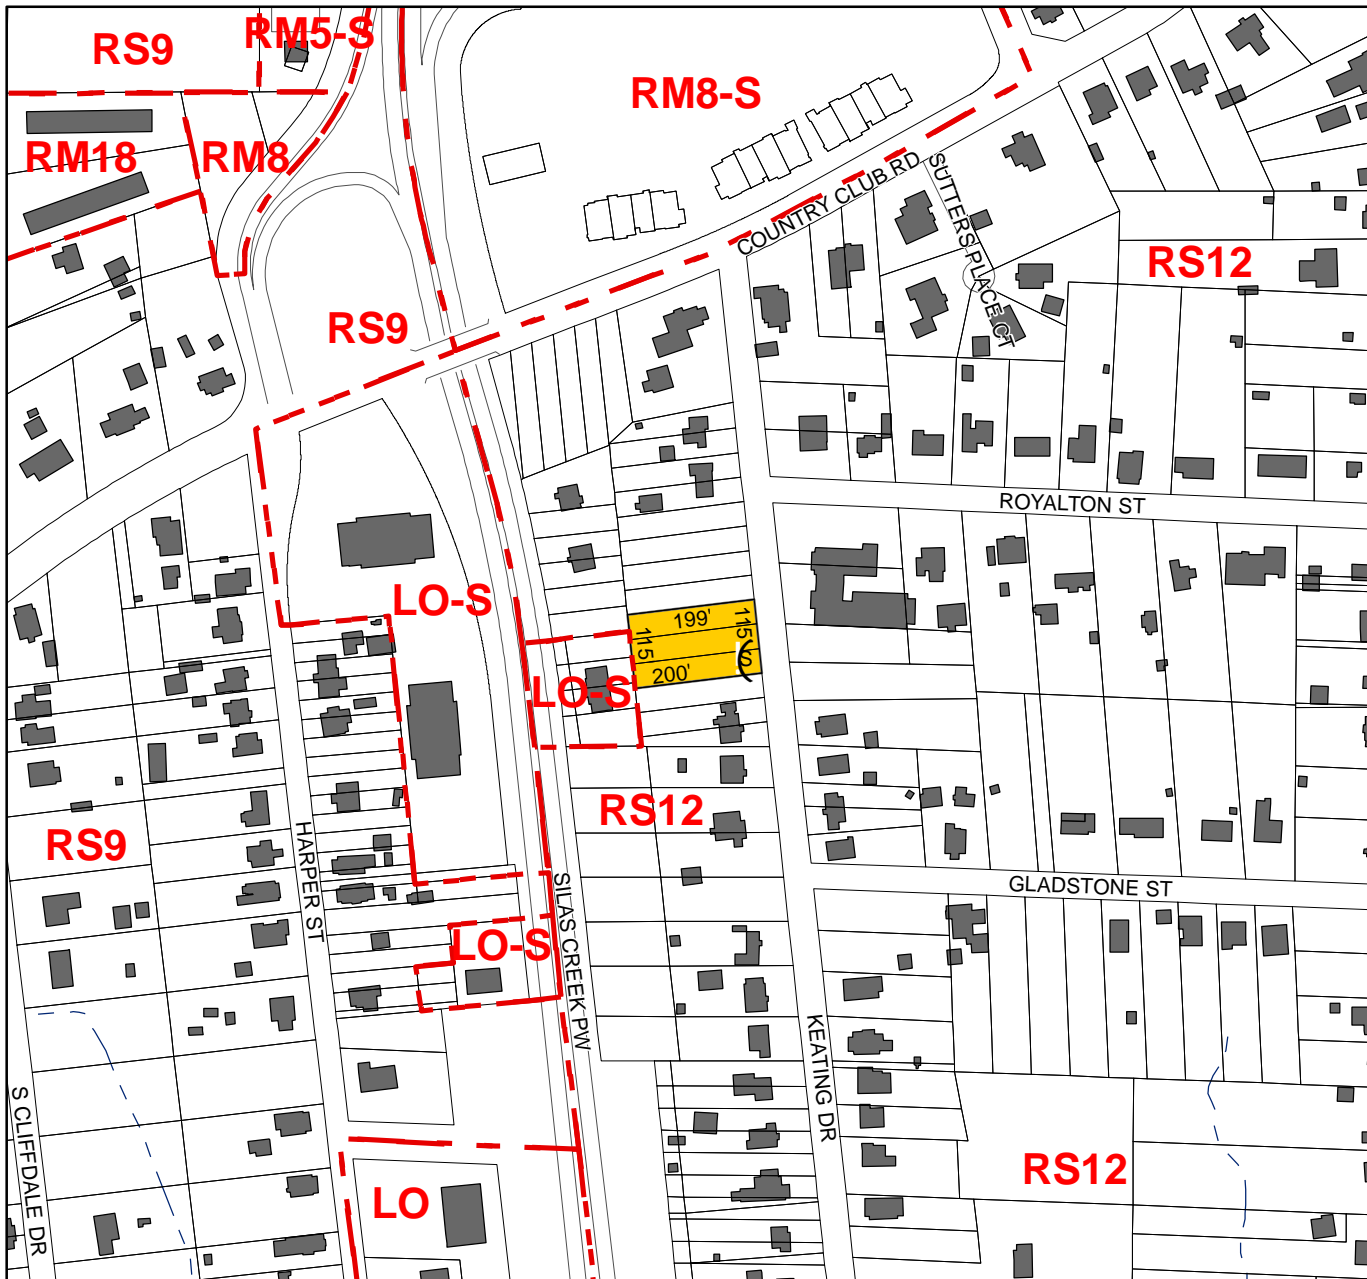 RS9
RM5-S
RM8-S
RM18
RM8
COUNTRY CLUB RD
SUTTERS PLACE CT
RS12
RS9
ROYALTON ST
LO-S
199'
115'
115
S
200'
LO-S
RS12
RS9
HARPER ST
SILAS CREEK PW
GLADSTONE ST
LO-S
KEATING DR
S CLIFFDALE DR
RS12
LO